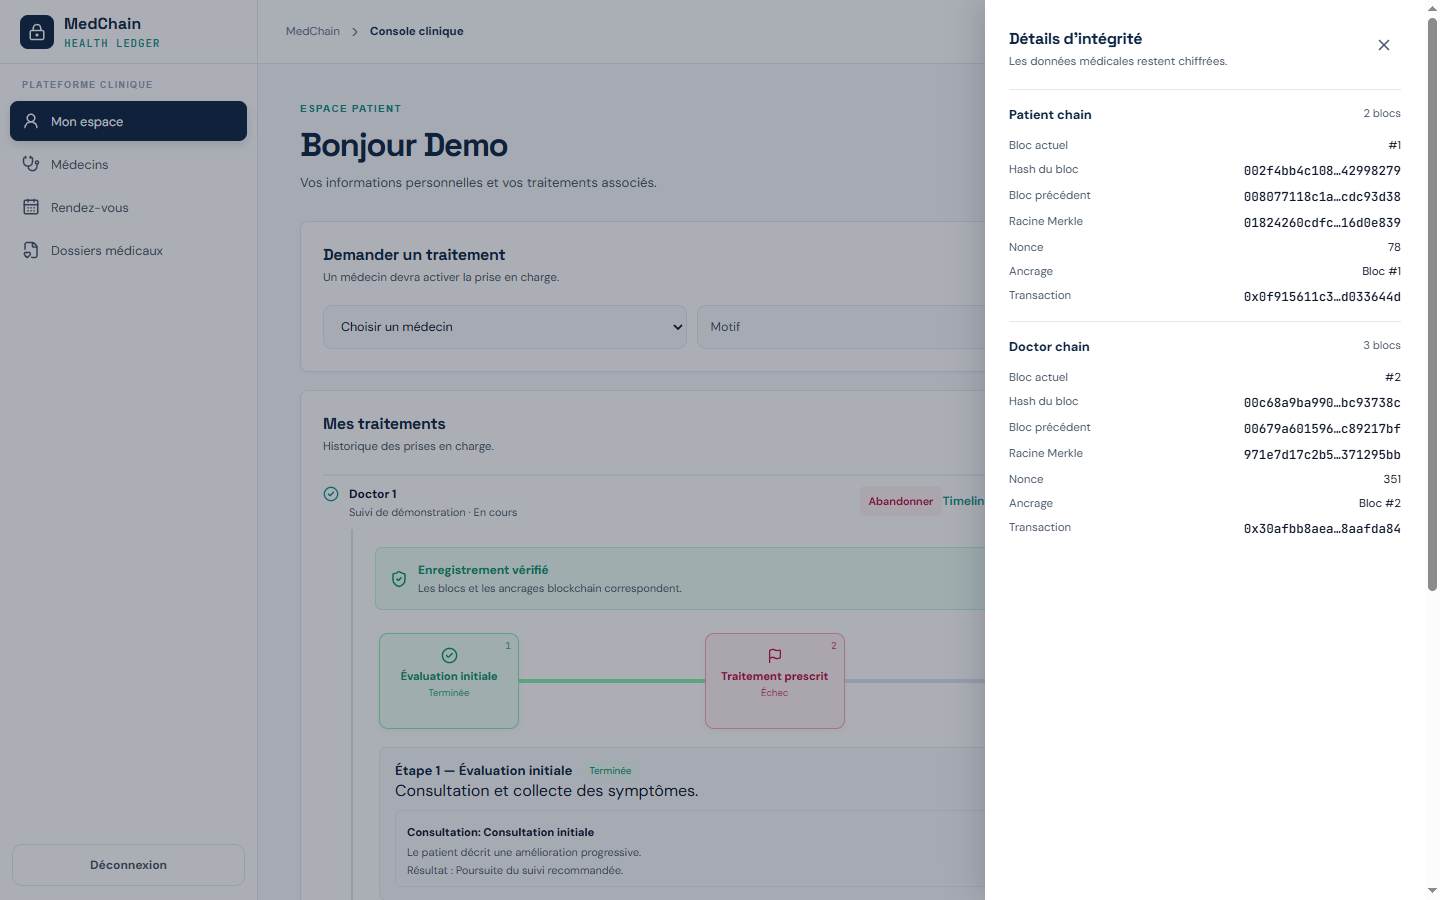 MedChain
HEALTH LEDGER
PLATEFORME CLINIQUE
Mon espace
Médecins
Rendez-vous
Dossiers médicaux
Déconnexion
MedChain
Console clinique
ESPACE PATIENT
Bonjour Demo
Vos informations personnelles et vos traitements associés.
Demander un traitement
Un médecin devra activer la prise en charge.
Choisir un médecin
Motif
Mes traitements
Historique des prises en charge.
Doctor 1
Suivi de démonstration · En cours
Abandonner
Timelin
Enregistrement vérifié
Les blocs et les ancrages blockchain correspondent.
1
Évaluation initiale
Terminée
2
Traitement prescrit
Échec
Étape 1 — Évaluation initiale Terminée
Consultation et collecte des symptômes.
Consultation: Consultation initiale
Le patient décrit une amélioration progressive.
Résultat : Poursuite du suivi recommandée.
Détails d'intégrité
Les données médicales restent chiffrées.
Patient chain 2 blocs
Bloc actuel #1
Hash du bloc 002f4bb4c108…42998279
Bloc précédent 008077118c1a…cdc93d38
Racine Merkle 01824260cdfc…16d0e839
Nonce 78
Ancrage Bloc #1
Transaction 0x0f915611c3…d033644d
Doctor chain 3 blocs
Bloc actuel #2
Hash du bloc 00c68a9ba990…bc93738c
Bloc précédent 00679a601596…c89217bf
Racine Merkle 971e7d17c2b5…371295bb
Nonce 351
Ancrage Bloc #2
Transaction 0x30afbb8aea…8aafda84